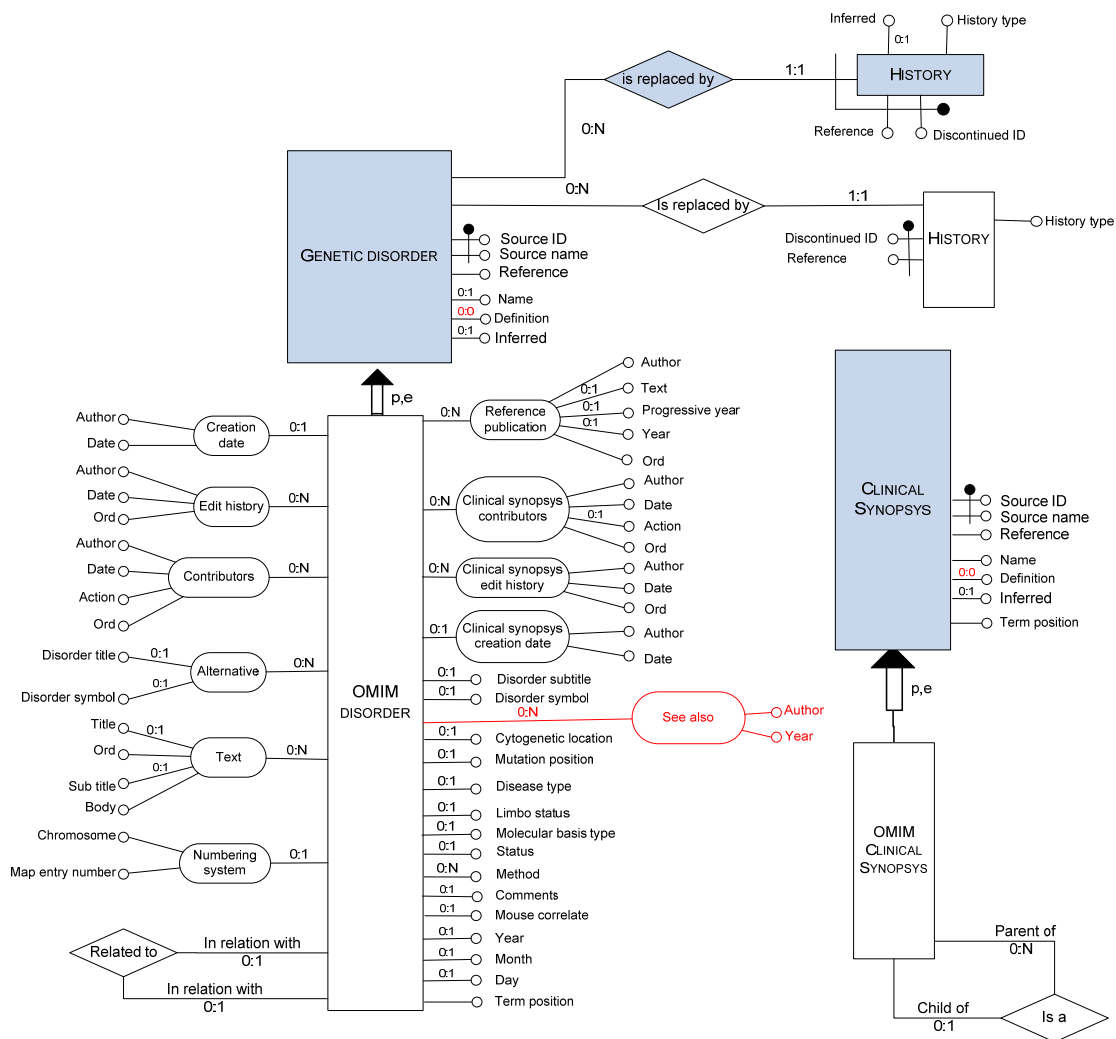 Inferred
History type
0:1
is replaced by
1:1
HISTORY
Reference
Discontinued ID
0:N
0:N
Is replaced by
1:1
History type
Discontinued ID
Reference
HISTORY
GENETIC DISORDER
Source ID
Source name
Reference
0:1
Name
0:0
Definition
0:1
Inferred
p,e
Author
Date
Creation
date
0:1
Author
Date
Ord
Edit history
0:N
Author
Date
Action
Ord
Contributors
0:N
Disorder title
0:1
Disorder symbol
0:1
Alternative
0:N
Title
0:1
Ord
Sub title
0:1
Body
Text
0:N
Chromosome
Map entry number
Numbering
system
0:1
Related to
In relation with
0:1
In relation with
0:1
OMIM
DISORDER
0:N
Reference
publication
Author
0:1
Text
0:1
Progressive year
0:1
Year
Ord
0:N
Clinical synopsys
contributors
Author
Date
0:1
Action
Ord
0:N
Clinical synopsys
edit history
Author
Date
Ord
0:1
Clinical synopsys
creation date
Author
Date
0:1
Disorder subtitle
0:1
Disorder symbol
0:N
See also
Author
Year
0:1
Cytogenetic location
0:1
Mutation position
0:1
Disease type
0:1
Limbo status
0:1
Molecular basis type
0:1
Status
0:N
Method
0:1
Comments
0:1
Mouse correlate
0:1
Year
0:1
Month
0:1
Day
Term position
CLINICAL
SYNOPSYS
Source ID
Source name
Reference
Name
0:0
Definition
0:1
Inferred
Term position
p,e
OMIM
CLINICAL
SYNOPSYS
Parent of
0:N
Child of
0:1
Is a